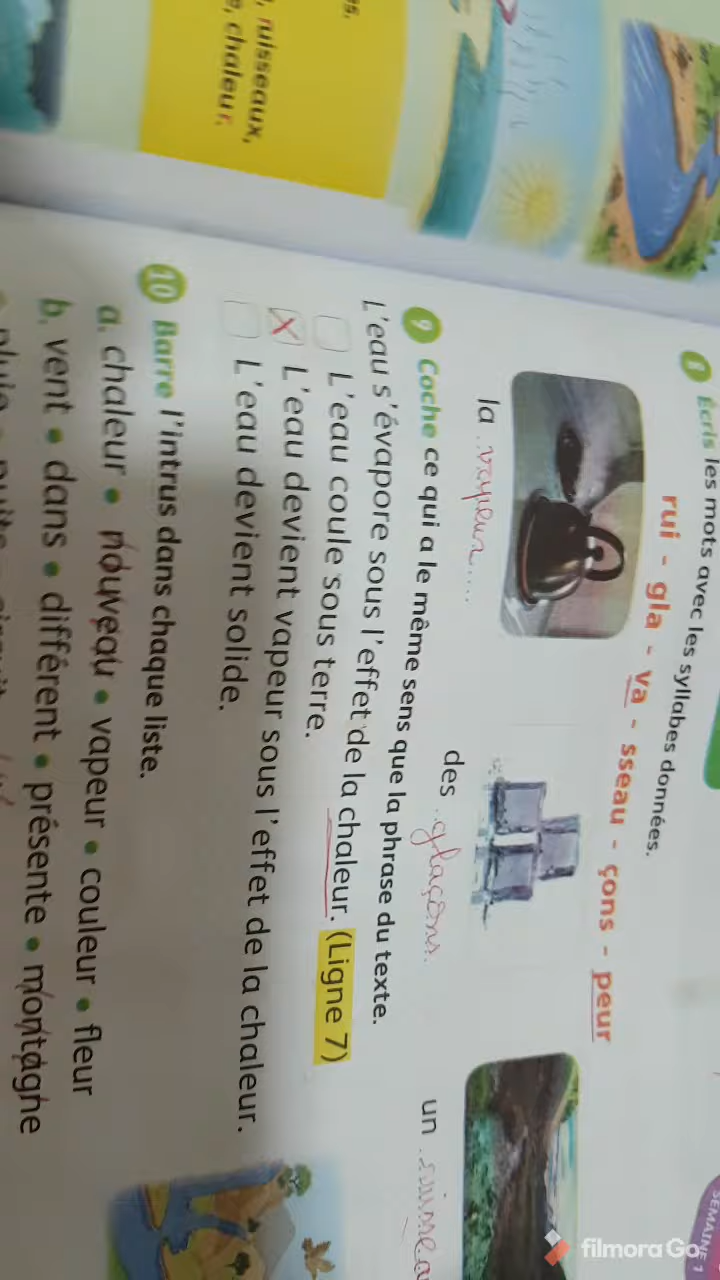 es.
ruisseaux,
e, chaleur.
SEMAINE 1
8 Écris les mots avec les syllabes données.
rui - gla - va - sseau - çons - peur
la vapeur....
des glaçons.
un
9 Coche ce qui a le même sens que la phrase du texte.
L'eau s'évapore sous l'effet de la chaleur. (Ligne 7)
L'eau coule sous terre.
X L'eau devient vapeur sous l'effet de la chaleur.
L'eau devient solide.
10 Barre l'intrus dans chaque liste.
a. chaleur • nouveau • vapeur • couleur • fleur
b. vent • dans • différent • présente • montagne
filmora Go